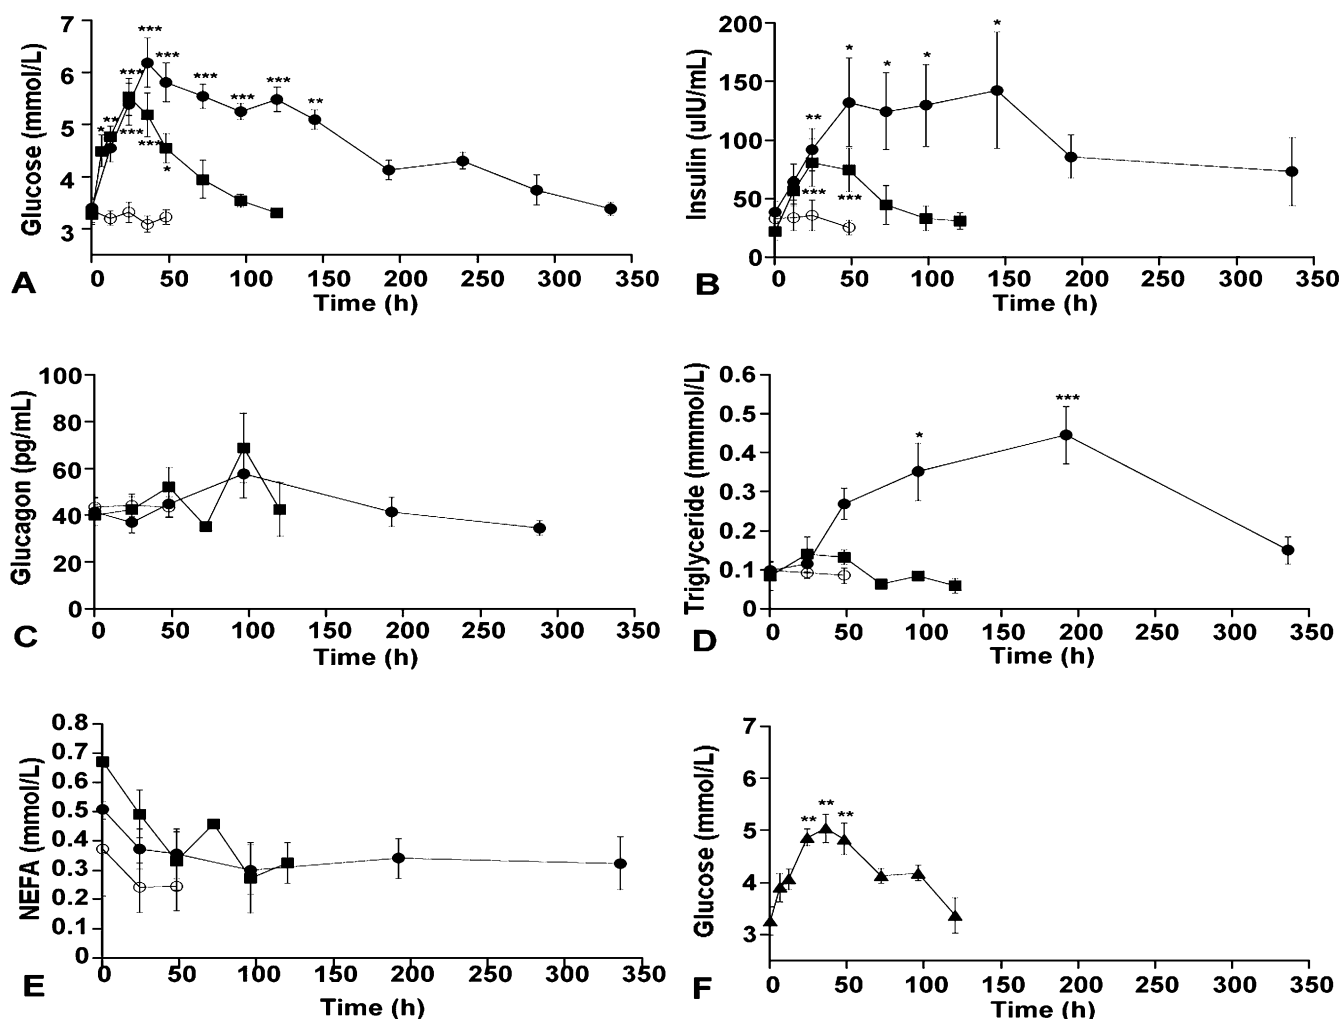 7
6
5
4
3
Glucose (mmol/L)
*
**
***
***
***
***
***
***
***
**
***
*
0 50 100 150 200 250 300 350
Time (h)
A
200
150
100
50
0
Insulin (uIU/mL)
**
*
*
*
*
***
***
0 50 100 150 200 250 300 350
Time (h)
B
100
80
60
40
20
0
Glucagon (pg/mL)
0 50 100 150 200 250 300 350
Time (h)
C
0.6
0.5
0.4
0.3
0.2
0.1
0
Triglyceride (mmmol/L)
*
***
0 50 100 150 200 250 300 350
Time (h)
D
0.8
0.7
0.6
0.5
0.4
0.3
0.2
0.1
0
NEFA (mmol/L)
0 50 100 150 200 250 300 350
Time (h)
E
7
6
5
4
3
Glucose (mmol/L)
**
**
**
0 50 100 150 200 250 300 350
Time (h)
F